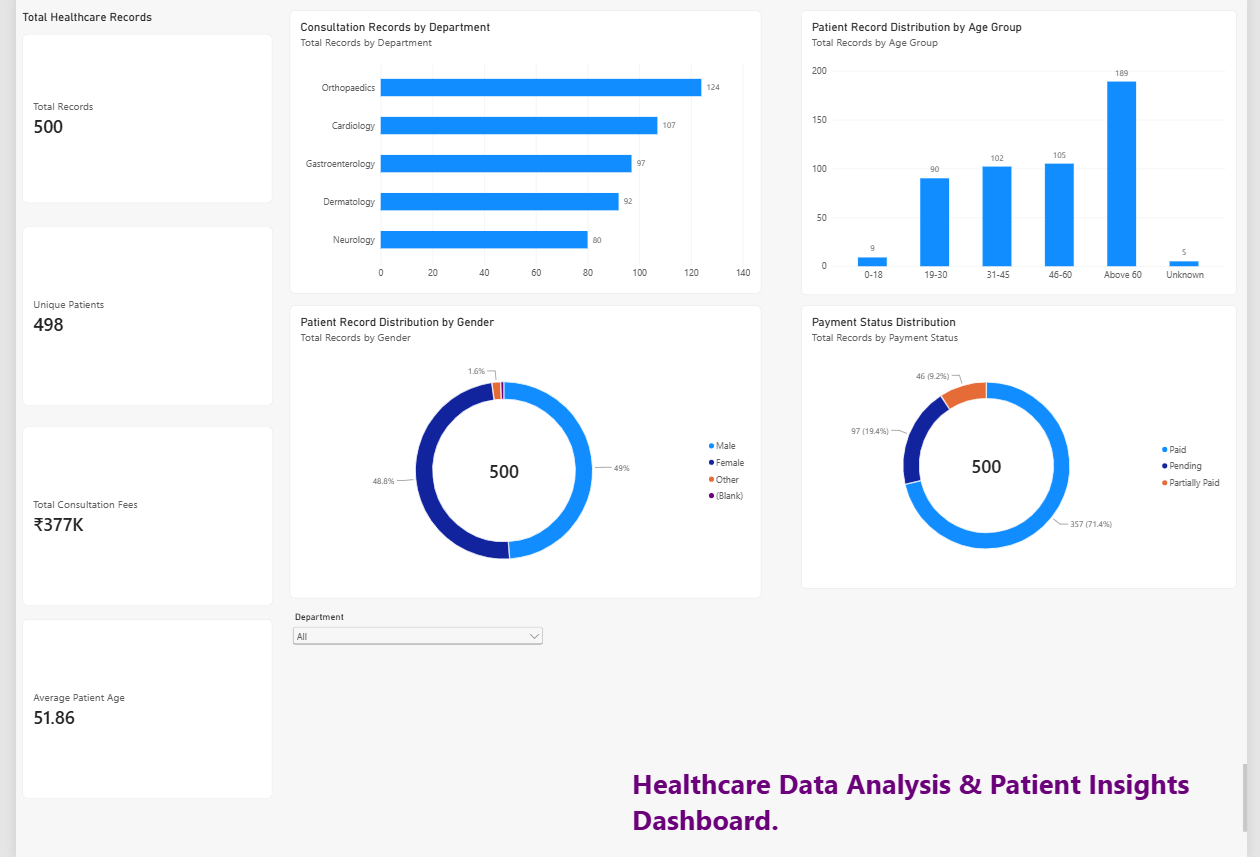 Total Healthcare Records
Total Records
500
Unique Patients
498
Total Consultation Fees
₹377K
Average Patient Age
51.86
Consultation Records by Department
Total Records by Department
Orthopaedics
124
Cardiology
107
Gastroenterology
97
Dermatology
92
Neurology
80
0 20 40 60 80 100 120 140
Patient Record Distribution by Age Group
Total Records by Age Group
200
150
100
50
0
9
90
102
105
189
5
0-18 19-30 31-45 46-60 Above 60 Unknown
Patient Record Distribution by Gender
Total Records by Gender
1.6%
48.8%
500
49%
Male
Female
Other
(Blank)
Payment Status Distribution
Total Records by Payment Status
46 (9.2%)
97 (19.4%)
500
357 (71.4%)
Paid
Pending
Partially Paid
Department
All
Healthcare Data Analysis & Patient Insights
Dashboard.